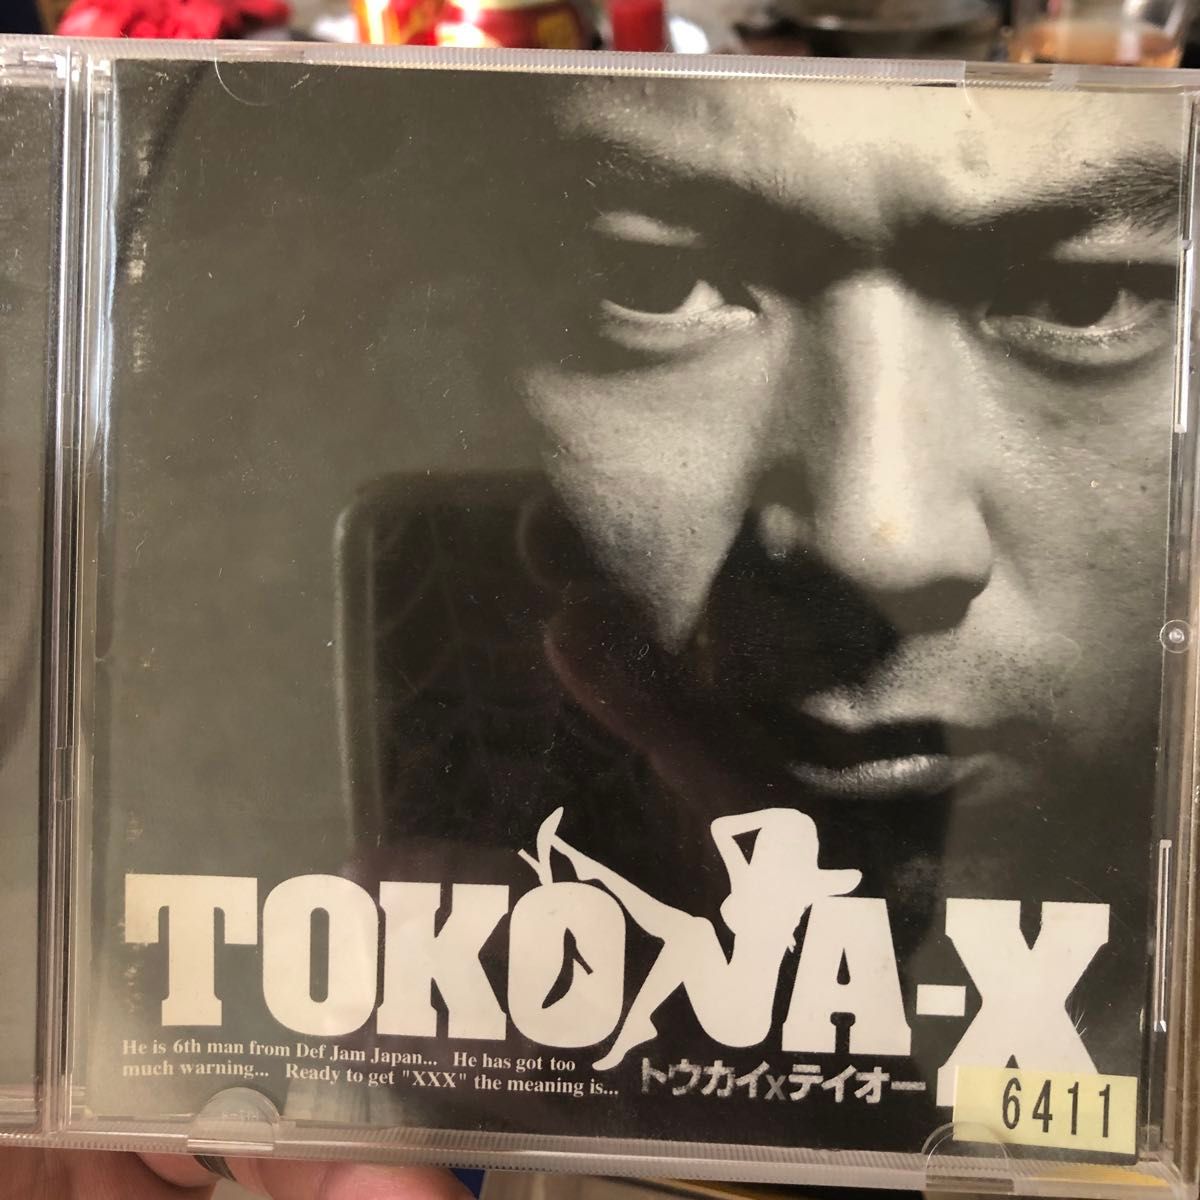 TOKONA-X
He is 6th man from Def Jam Japan... He has got too
much warning... Ready to get "XXX" the meaning is...
トウカイxテイオー
6411